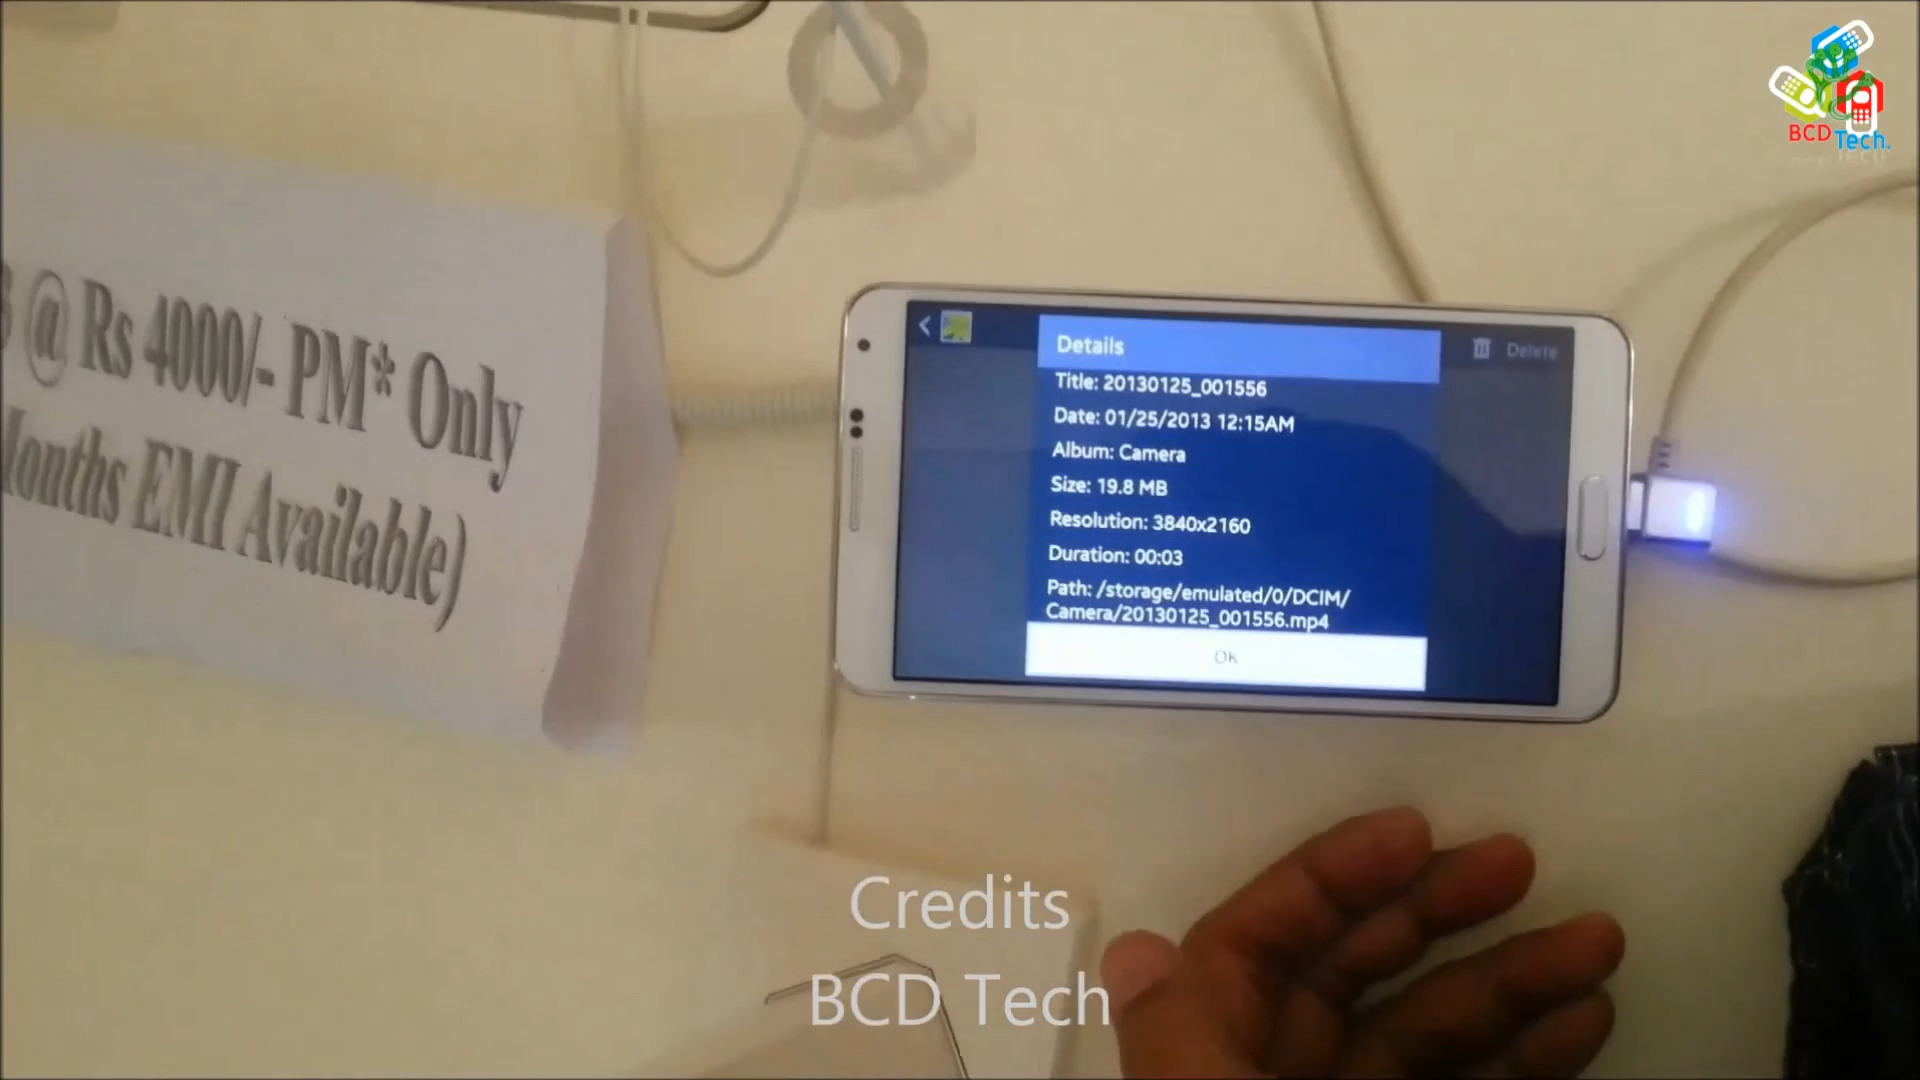 BCD Tech.
@ Rs 4000/- PM* Only
Months EMI Available)
Details
Delete
Title: 20130125_001556
Date: 01/25/2013 12:15AM
Album: Camera
Size: 19.8 MB
Resolution: 3840x2160
Duration: 00:03
Path: /storage/emulated/0/DCIM/
Camera/20130125_001556.mp4
OK
Credits
BCD Tech